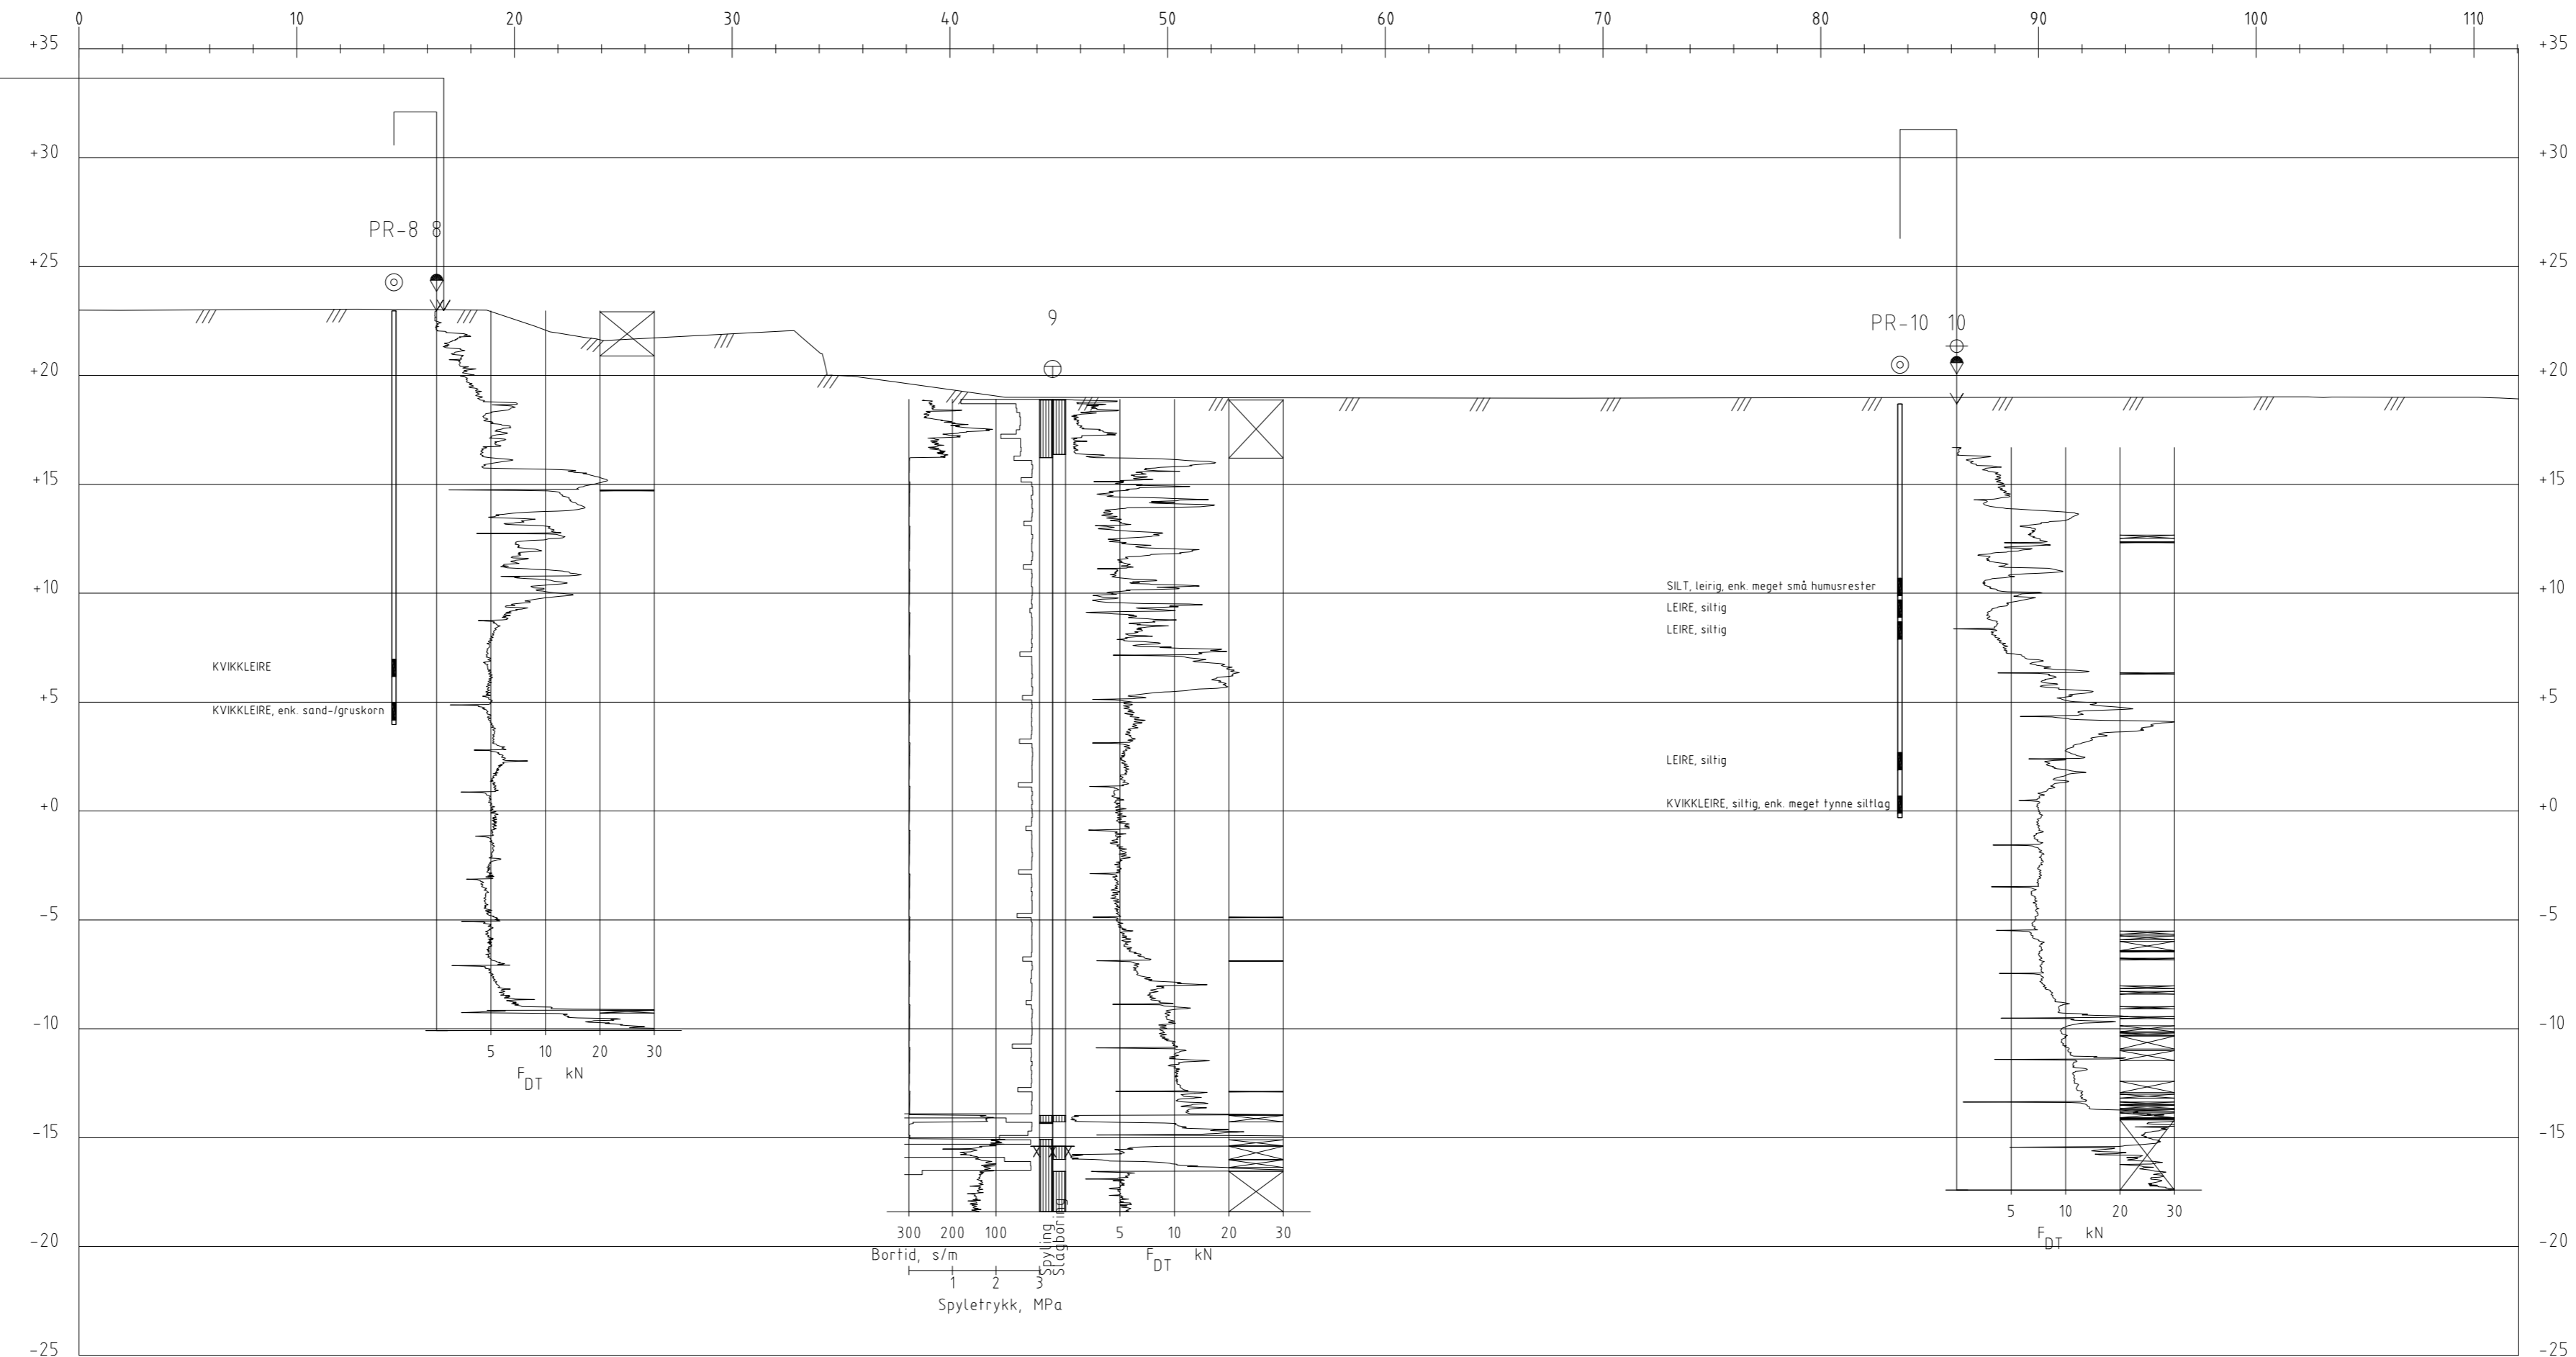 0 10 20 30 40 50 60 70 80 90 100 110
+35 +35
+30 +30
PR-8 8
+25 +25
9
PR-10 10
+20 +20
+15 +15
SILT, leirig, enk. meget små humusrester
+10 +10
LEIRE, siltig
LEIRE, siltig
KVIKKLEIRE
+5 +5
KVIKKLEIRE, enk. sand-/gruskorn
LEIRE, siltig
KVIKKLEIRE, siltig, enk. meget tynne siltlag
+0 +0
-5 -5
-10 -10
5 10 20 30
FDT kN
-15 -15
5 10 20 30
FDT kN
300 200 100
Spyling
Slagboring
5 10 20 30
-20 -20
Bortid, s/m
FDT kN
1 2 3
Spyletrykk, MPa
-25 -25